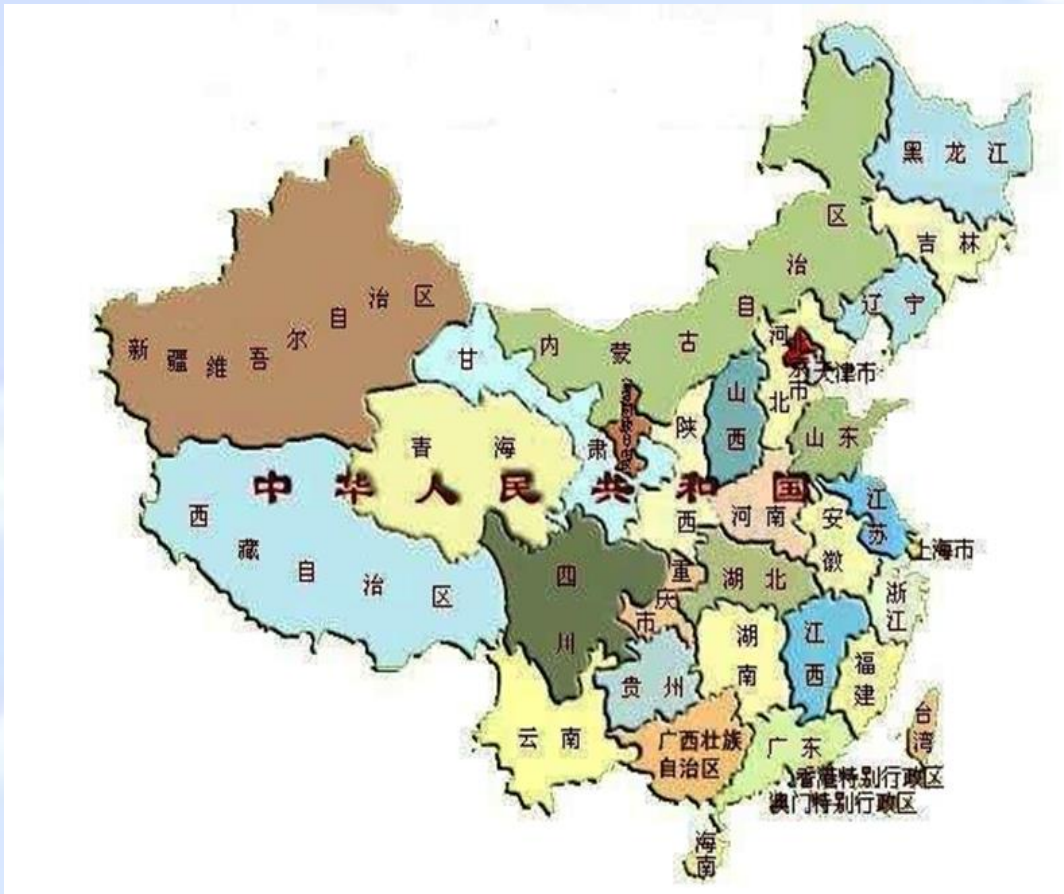 黑龙江
吉林
辽宁
内蒙古自治区
新疆维吾尔自治区
甘肃
青海
西藏自治区
中华人民共和国
陕西
山西
河北
天津市
山东
河南
江苏
安徽
上海市
四川
重庆市
湖北
浙江
湖南
江西
福建
贵州
云南
广西壮族
自治区
广东
台湾
香港特别行政区
澳门特别行政区
海南